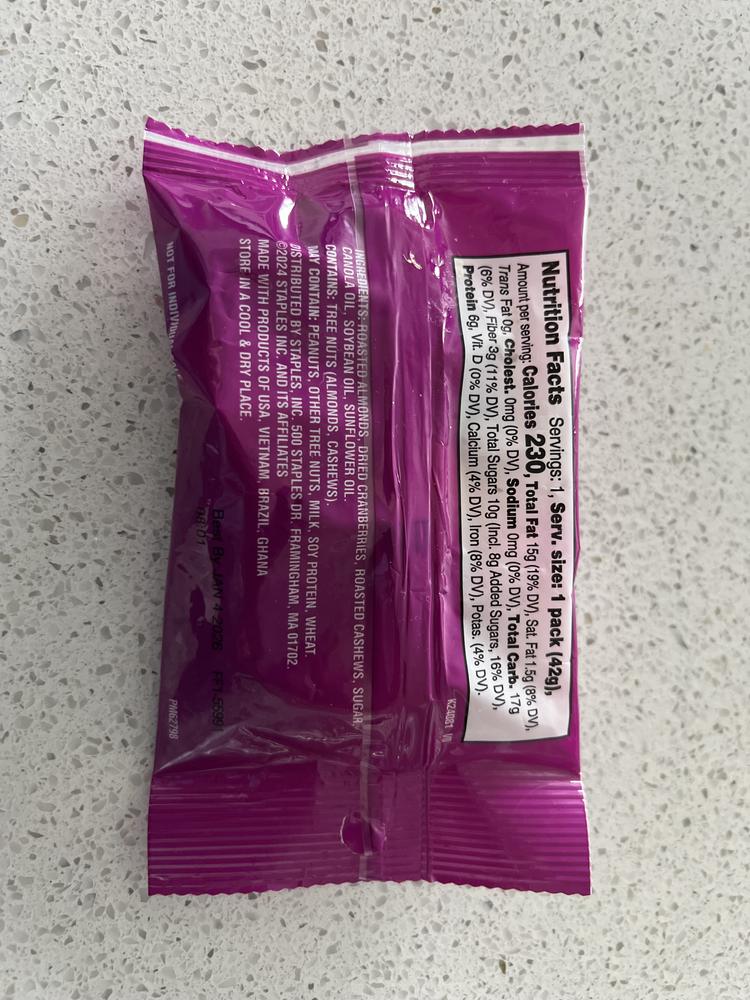 Nutrition Facts Servings: 1, Serv. size: 1 pack (42g),
Amount per serving: Calories 230, Total Fat 15g (19% DV), Sat. Fat 1.5g (8% DV),
Trans Fat 0g, Cholest. 0mg (0% DV), Sodium 0mg (0% DV), Total Carb. 17g
(6% DV), Fiber 3g (11% DV), Total Sugars 10g (Incl. 8g Added Sugars, 16% DV),
Protein 6g, Vit. D (0% DV), Calcium (4% DV), Iron (8% DV), Potas. (4% DV).
K24081
INGREDIENTS: ROASTED ALMONDS, DRIED CRANBERRIES, ROASTED CASHEWS, SUGAR,
CANOLA OIL, SOYBEAN OIL, SUNFLOWER OIL.
CONTAINS: TREE NUTS (ALMONDS, CASHEWS).
MAY CONTAIN: PEANUTS, OTHER TREE NUTS, MILK, SOY PROTEIN, WHEAT.
DISTRIBUTED BY STAPLES, INC. 500 STAPLES DR. FRAMINGHAM, MA 01702.
©2024 STAPLES INC. AND ITS AFFILIATES
MADE WITH PRODUCTS OF USA, VIETNAM, BRAZIL, GHANA
STORE IN A COOL & DRY PLACE.
Best By JAN 4 2026
NOT FOR
PM62798